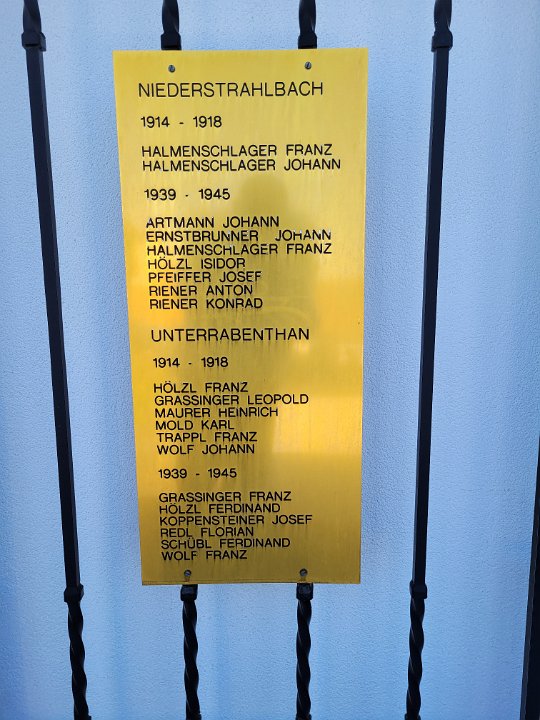 NIEDERSTRAHLBACH
1914 - 1918
HALMENSCHLAGER FRANZ
HALMENSCHLAGER JOHANN
1939 - 1945
ARTMANN JOHANN
ERNSTBRUNNER JOHANN
HALMENSCHLAGER FRANZ
HÖLZL ISIDOR
PFEIFFER JOSEF
RIENER ANTON
RIENER KONRAD
UNTERRABENTHAN
1914 - 1918
HÖLZL FRANZ
GRASSINGER LEOPOLD
MAURER HEINRICH
MOLD KARL
TRAPPL FRANZ
WOLF JOHANN
1939 - 1945
GRASSINGER FRANZ
HÖLZL FERDINAND
KOPPENSTEINER JOSEF
REDL FLORIAN
SCHÜBL FERDINAND
WOLF FRANZ